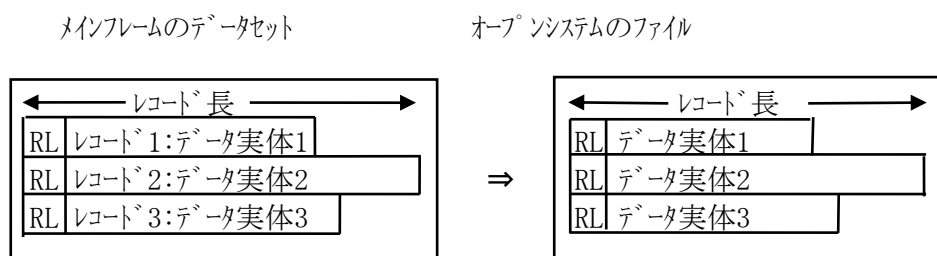 ﾒｲﾝﾌﾚｰﾑのﾃﾞｰﾀｾｯﾄ
ｵｰﾌﾟﾝｼｽﾃﾑのﾌｧｲﾙ
ﾚｺｰﾄﾞ長
RL ﾚｺｰﾄﾞ1:ﾃﾞｰﾀ実体1
RL ﾚｺｰﾄﾞ2:ﾃﾞｰﾀ実体2
RL ﾚｺｰﾄﾞ3:ﾃﾞｰﾀ実体3
⇒
ﾚｺｰﾄﾞ長
RL ﾃﾞｰﾀ実体1
RL ﾃﾞｰﾀ実体2
RL ﾃﾞｰﾀ実体3